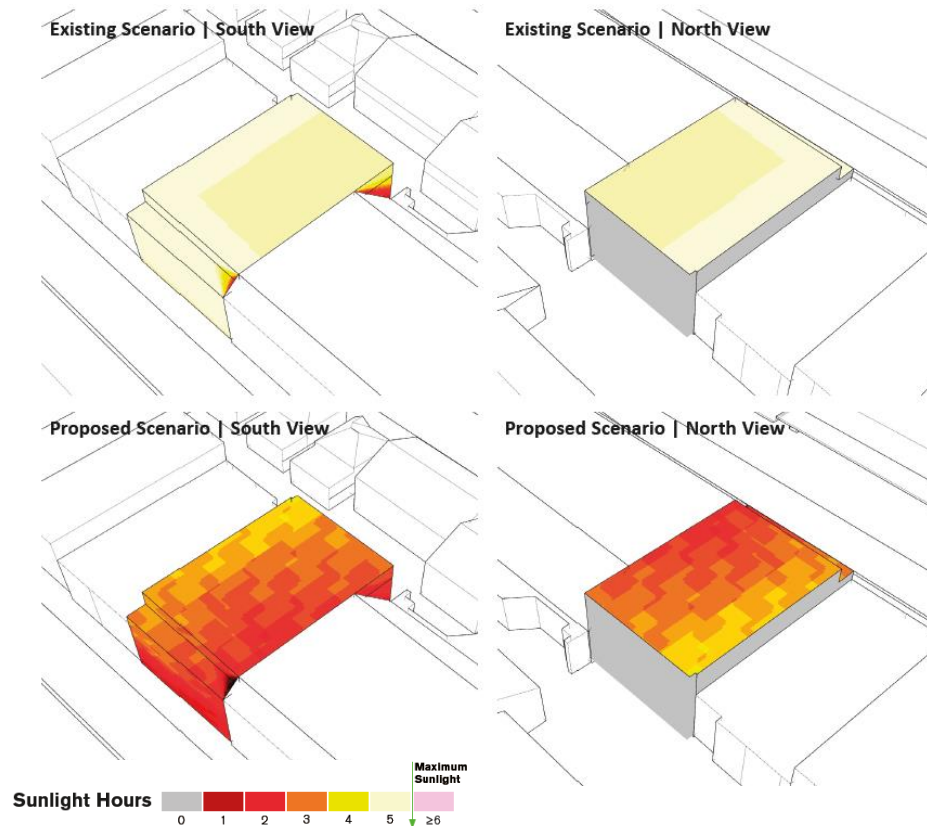 Existing Scenario | South View
Existing Scenario | North View
Proposed Scenario | South View
Proposed Scenario | North View
Maximum
Sunlight
Sunlight Hours
0 1 2 3 4 5 ≥6